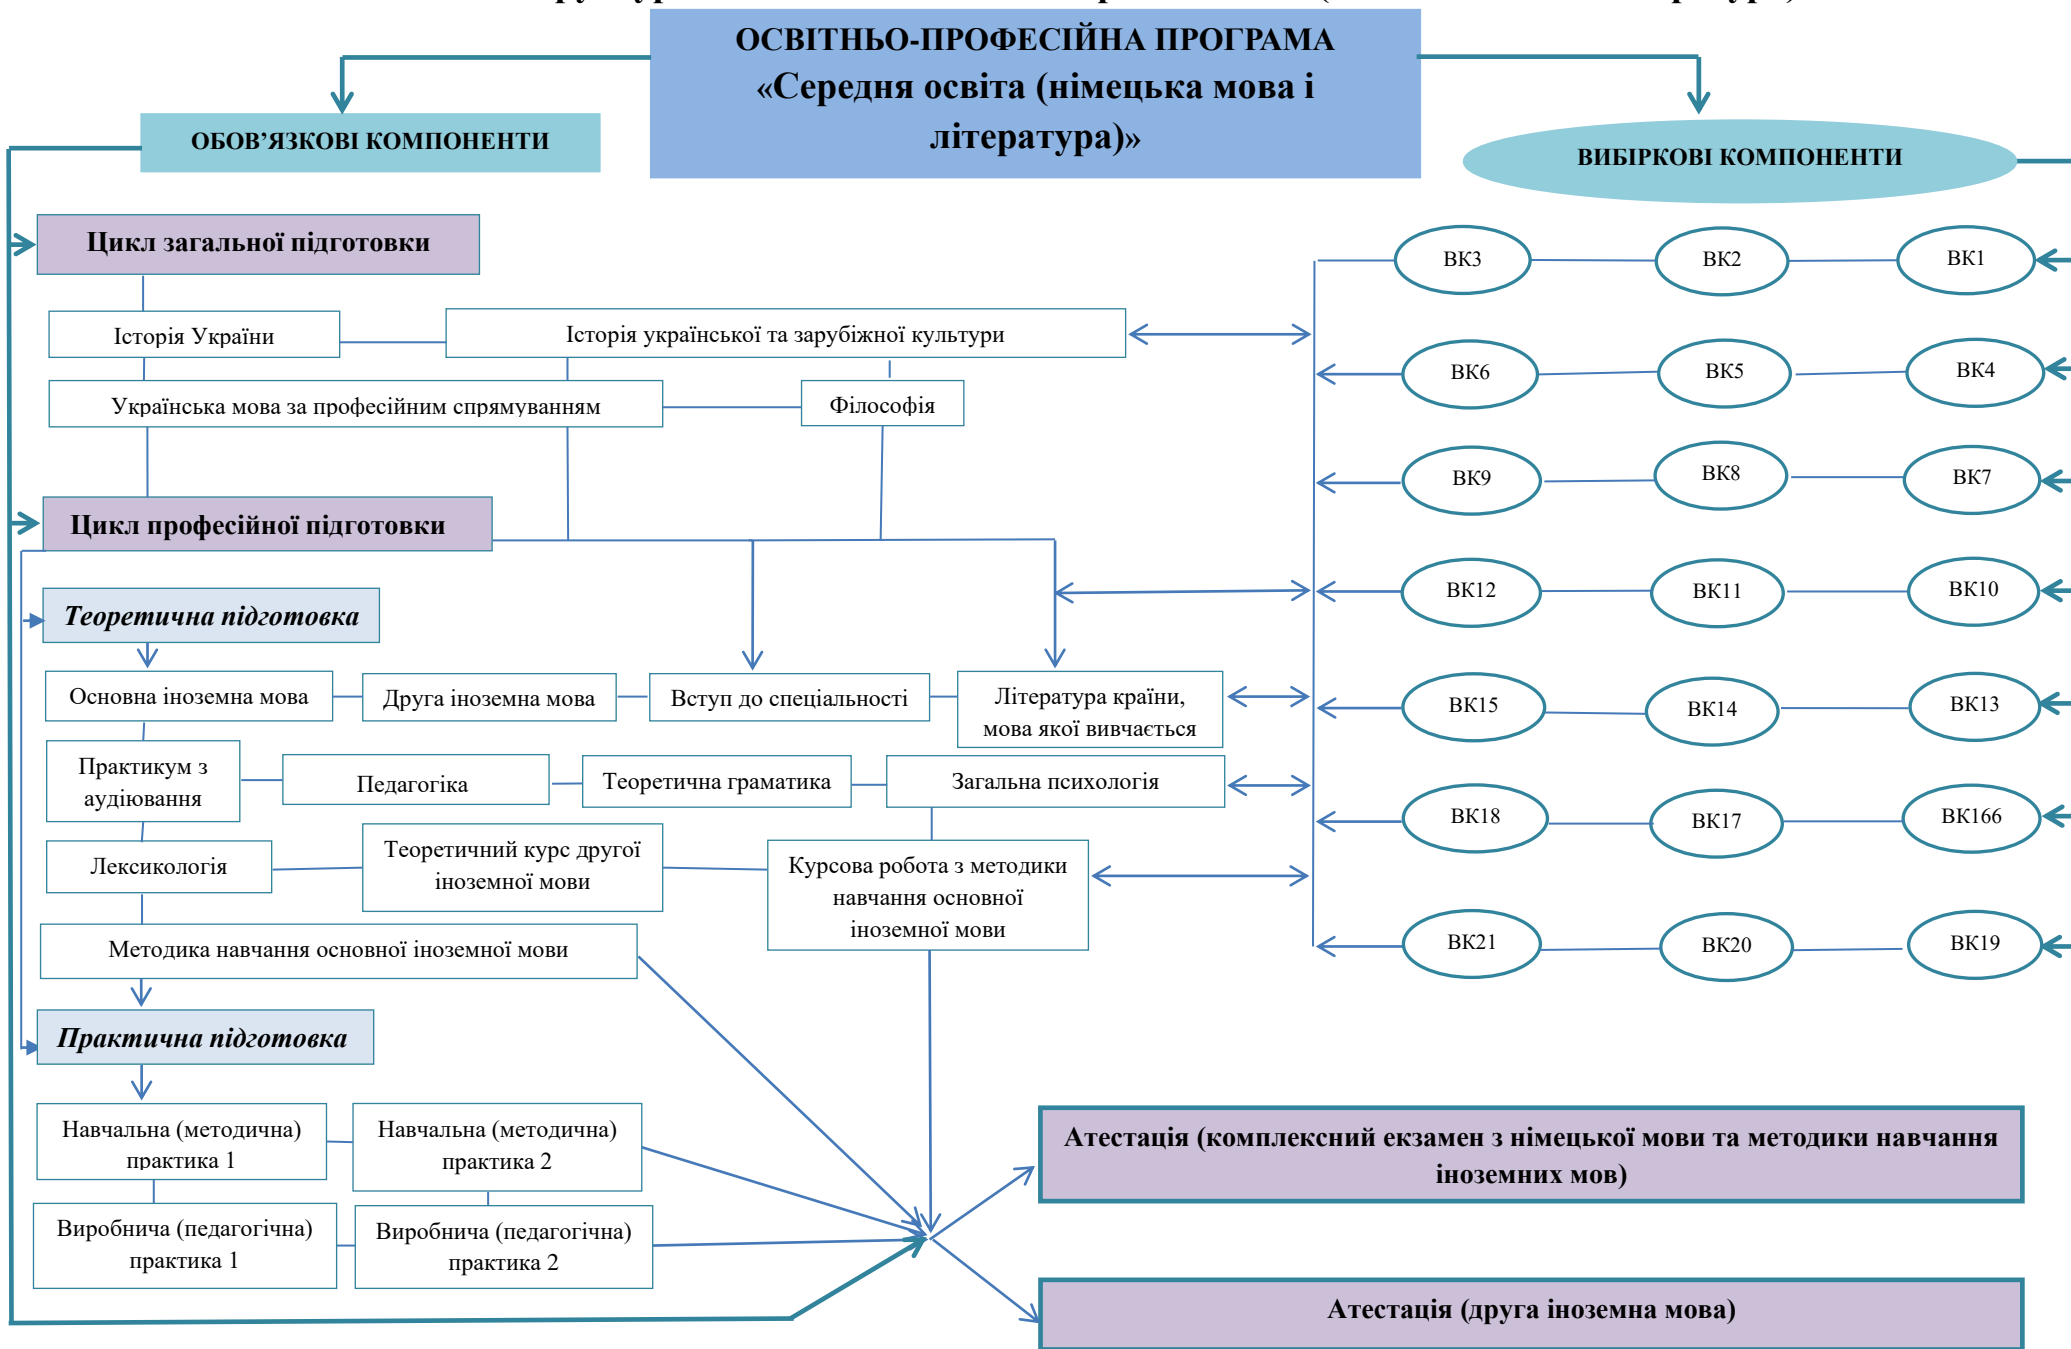 ОСВІТНЬО-ПРОФЕСІЙНА ПРОГРАМА
«Середня освіта (німецька мова і
література)»
ОБОВ’ЯЗКОВІ КОМПОНЕНТИ
ВИБІРКОВІ КОМПОНЕНТИ
Цикл загальної підготовки
Історія України
Історія української та зарубіжної культури
Українська мова за професійним спрямуванням
Філософія
Цикл професійної підготовки
Теоретична підготовка
Основна іноземна мова
Друга іноземна мова
Вступ до спеціальності
Література країни,
мова якої вивчається
Практикум з
аудіювання
Педагогіка
Теоретична граматика
Загальна психологія
Лексикологія
Теоретичний курс другої
іноземної мови
Курсова робота з методики
навчання основної
іноземної мови
Методика навчання основної іноземної мови
Практична підготовка
Навчальна (методична)
практика 1
Навчальна (методична)
практика 2
Виробнича (педагогічна)
практика 1
Виробнича (педагогічна)
практика 2
ВК3
ВК2
ВК1
ВК6
ВК5
ВК4
ВК9
ВК8
ВК7
ВК12
ВК11
ВК10
ВК15
ВК14
ВК13
ВК18
ВК17
ВК166
ВК21
ВК20
ВК19
Атестація (комплексний екзамен з німецької мови та методики навчання
іноземних мов)
Атестація (друга іноземна мова)